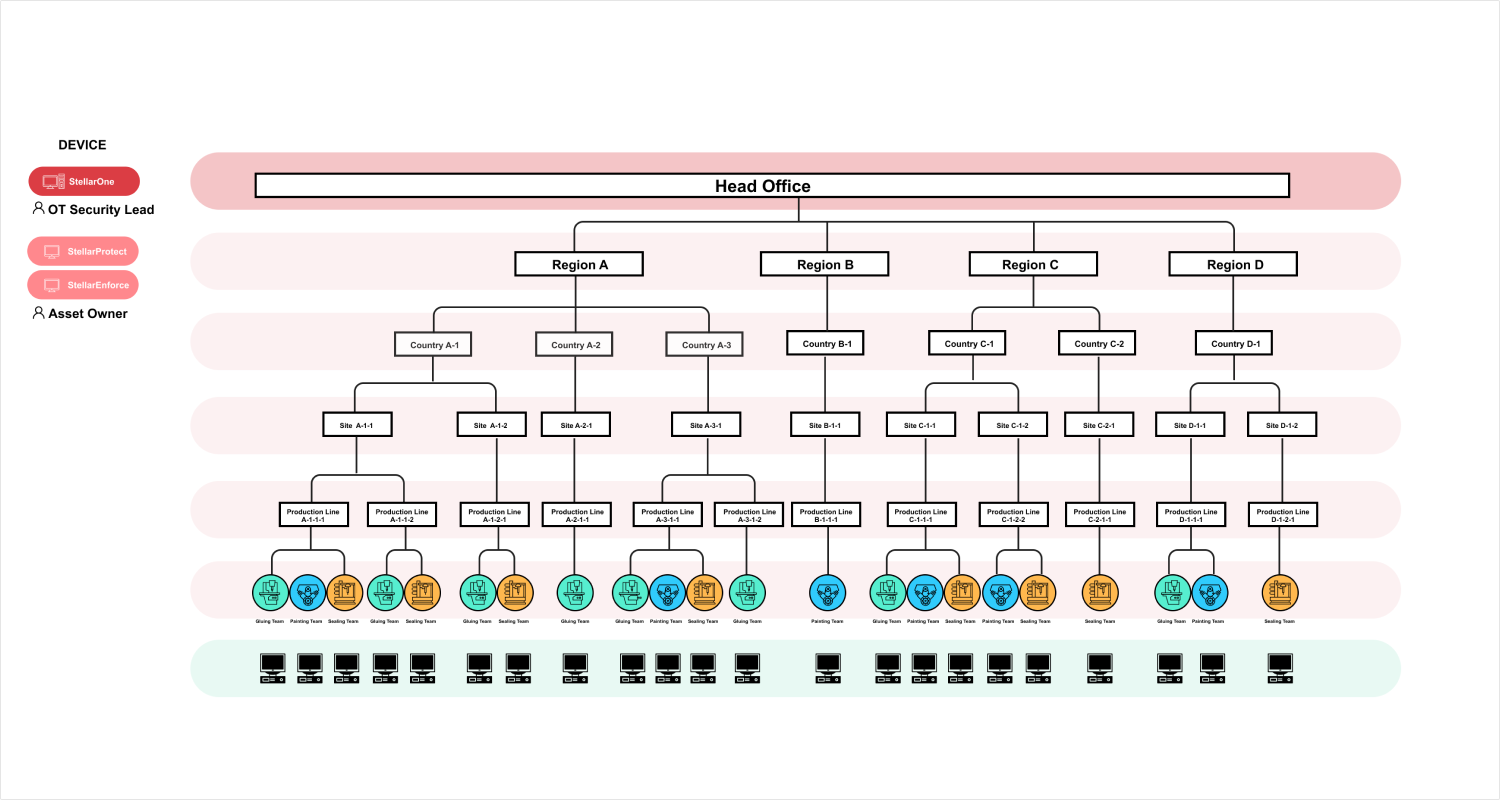 DEVICE
StellarOne
OT Security Lead
StellarProtect
StellarEnforce
Asset Owner
Head Office
Region A
Region B
Region C
Region D
Country A-1
Country A-2
Country A-3
Country B-1
Country C-1
Country C-2
Country D-1
Site A-1-1
Site A-1-2
Site A-2-1
Site A-3-1
Site B-1-1
Site C-1-1
Site C-1-2
Site C-2-1
Site D-1-1
Site D-1-2
Production Line
A-1-1-1
Production Line
A-1-1-2
Production Line
A-1-2-1
Production Line
A-2-1-1
Production Line
A-3-1-1
Production Line
A-3-1-2
Production Line
B-1-1-1
Production Line
C-1-1-1
Production Line
C-1-2-2
Production Line
C-2-1-1
Production Line
D-1-1-1
Production Line
D-1-2-1
Gluing Team
Painting Team
Sealing Team
Gluing Team
Sealing Team
Gluing Team
Sealing Team
Gluing Team
Gluing Team
Painting Team
Sealing Team
Gluing Team
Painting Team
Gluing Team
Painting Team
Sealing Team
Painting Team
Sealing Team
Sealing Team
Gluing Team
Painting Team
Sealing Team